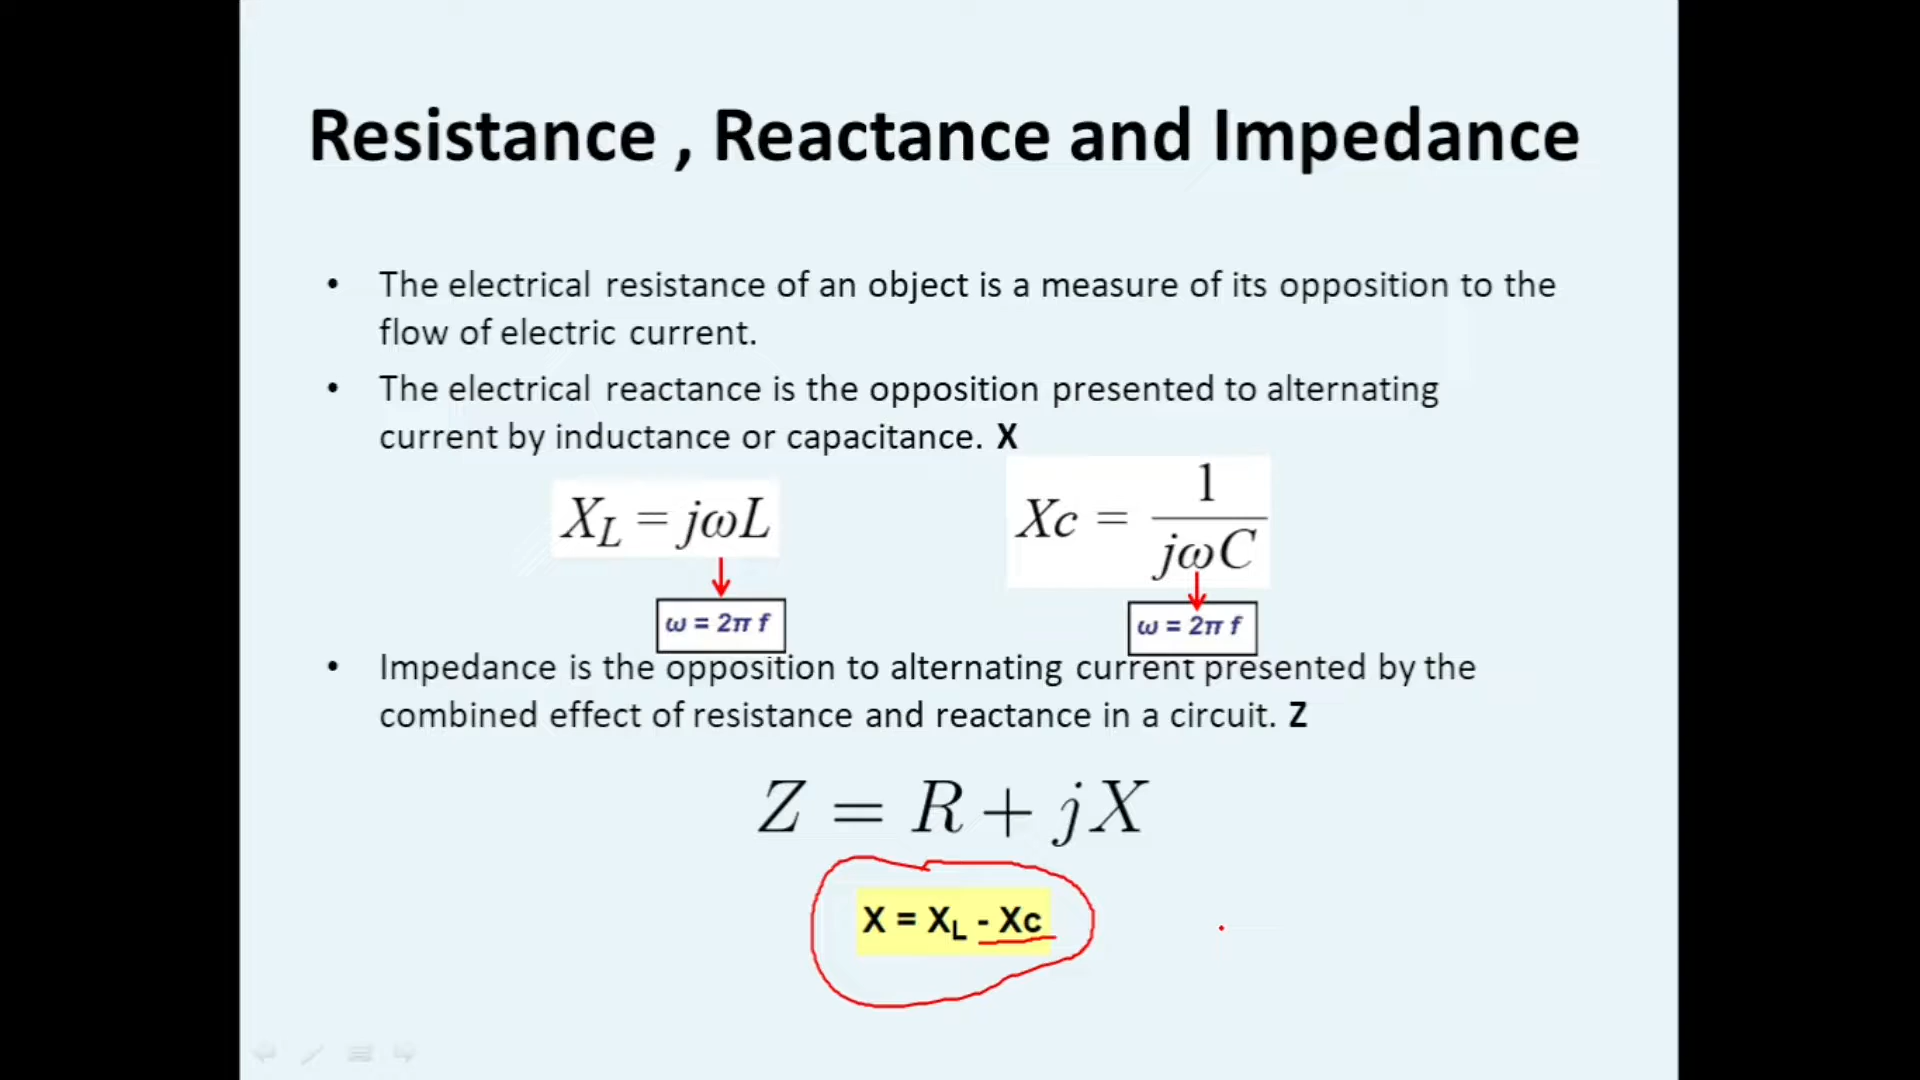 Resistance , Reactance and Impedance
• The electrical resistance of an object is a measure of its opposition to the
flow of electric current.
• The electrical reactance is the opposition presented to alternating
current by inductance or capacitance. X
X_L = jωL
Xc = 1/(jωC)
ω = 2π f
ω = 2π f
• Impedance is the opposition to alternating current presented by the
combined effect of resistance and reactance in a circuit. Z
Z = R + jX
X = X_L - Xc